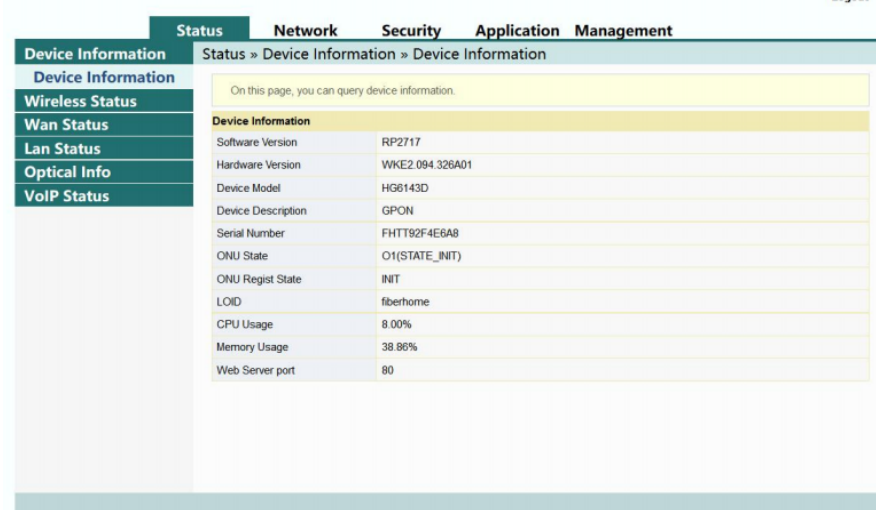 Status Network Security Application Management
Device Information Status » Device Information » Device Information
Device Information
Wireless Status
Wan Status
Lan Status
Optical Info
VoIP Status
On this page, you can query device information.
Device Information
Software Version RP2717
Hardware Version WKE2.094.326A01
Device Model HG6143D
Device Description GPON
Serial Number FHTT92F4E6A8
ONU State O1(STATE_INIT)
ONU Regist State INIT
LOID fiberhome
CPU Usage 8.00%
Memory Usage 38.86%
Web Server port 80